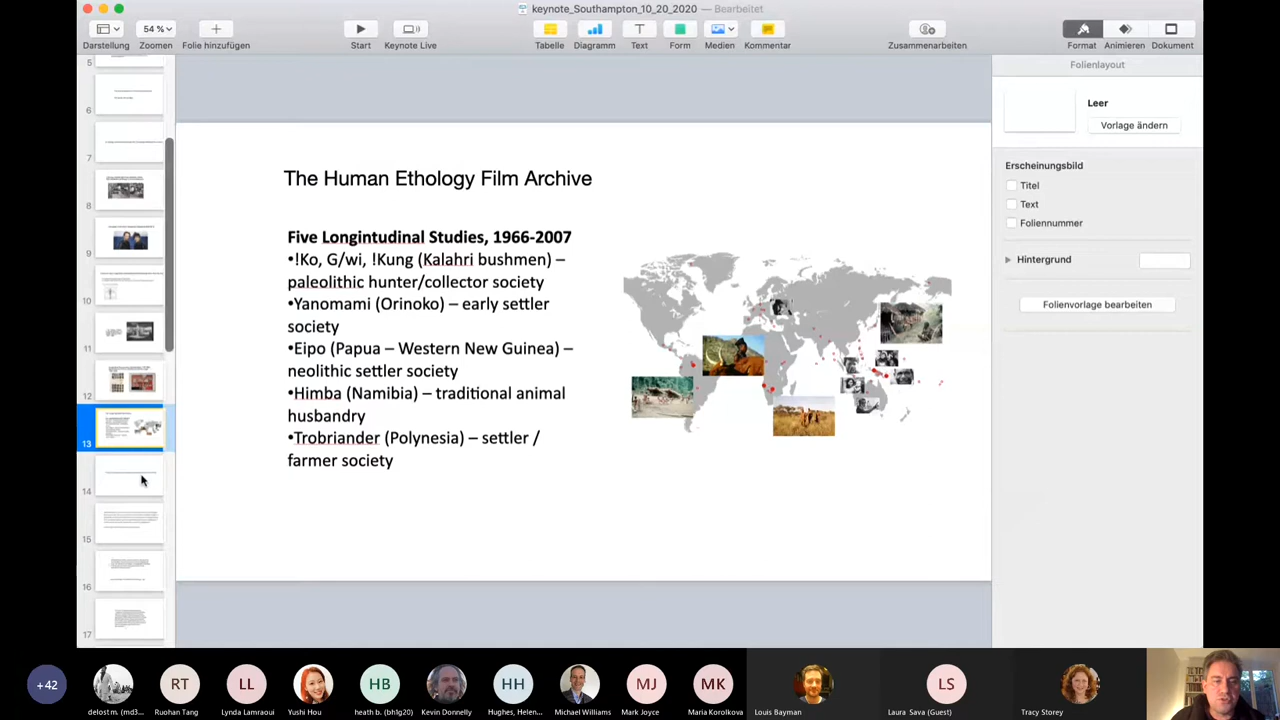 keynote_Southampton_10_20_2020 — Bearbeitet
54 %
Darstellung Zoomen Folie hinzufügen Start Keynote Live Tabelle Diagramm Text Form Medien Kommentar Zusammenarbeiten Format Animieren Dokument
Folienlayout
Leer
Vorlage ändern
Erscheinungsbild
Titel
Text
Foliennummer
Hintergrund
Folienvorlage bearbeiten
5
6
7
8
9
10
11
12
13
14
15
16
17
The Human Ethology Film Archive
Five Longintudinal Studies, 1966-2007
•!Ko, G/wi, !Kung (Kalahri bushmen) –
paleolithic hunter/collector society
•Yanomami (Orinoko) – early settler
society
•Eipo (Papua – Western New Guinea) –
neolithic settler society
•Himba (Namibia) – traditional animal
husbandry
•Trobriander (Polynesia) – settler /
farmer society
+42 RT LL HB HH MJ MK LS
delost m. (md3... Ruohan Tang Lynda Lamraoui Yushi Hou heath b. (bh1g20) Kevin Donnelly Hughes, Helen... Michael Williams Mark Joyce Maria Korolkova Louis Bayman Laura Sava (Guest) Tracy Storey